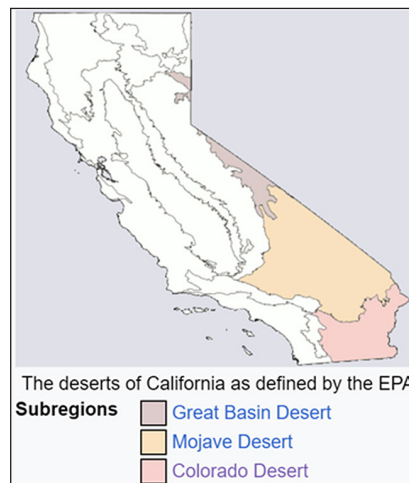 The deserts of California as defined by the EPA
Subregions
Great Basin Desert
Mojave Desert
Colorado Desert